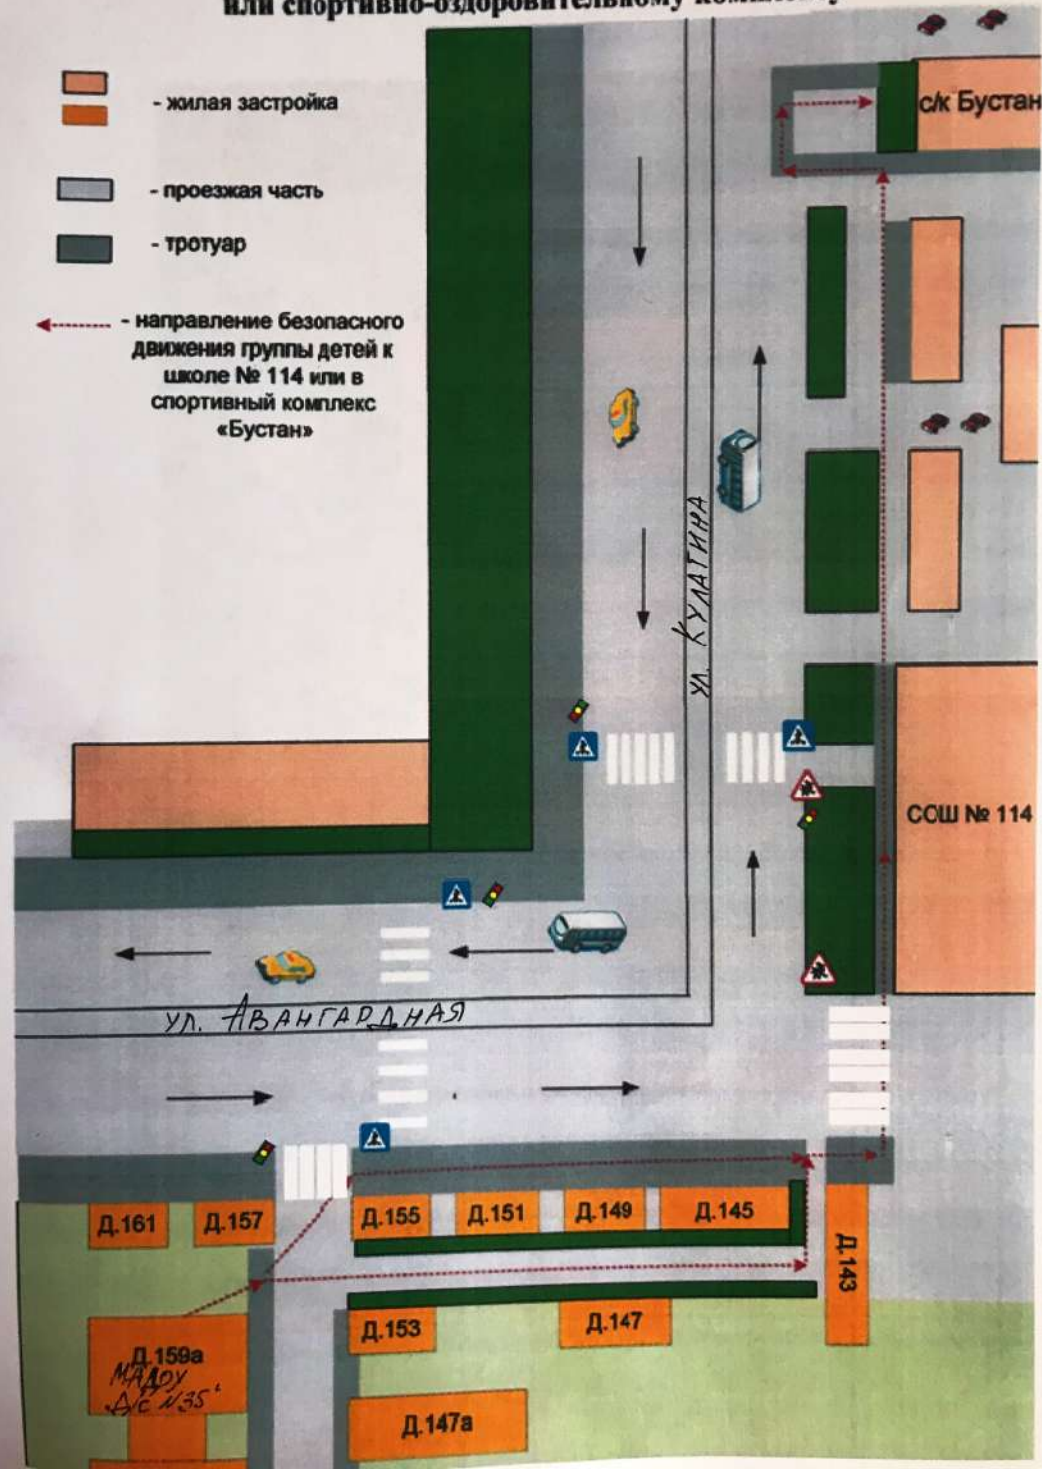 или спортивно-оздоровительному комплексу
- жилая застройка
- проезжая часть
- тротуар
- направление безопасного
движения группы детей к
школе № 114 или в
спортивный комплекс
«Бустан»
с/к Бустан
ул. КУЛАГИНА
СОШ № 114
ул. АВАНГАРДНАЯ
Д.161
Д.157
Д.155
Д.151
Д.149
Д.145
Д.143
Д.153
Д.147
Д.159а
МАДОУ
"Д/С №35"
Д.147а